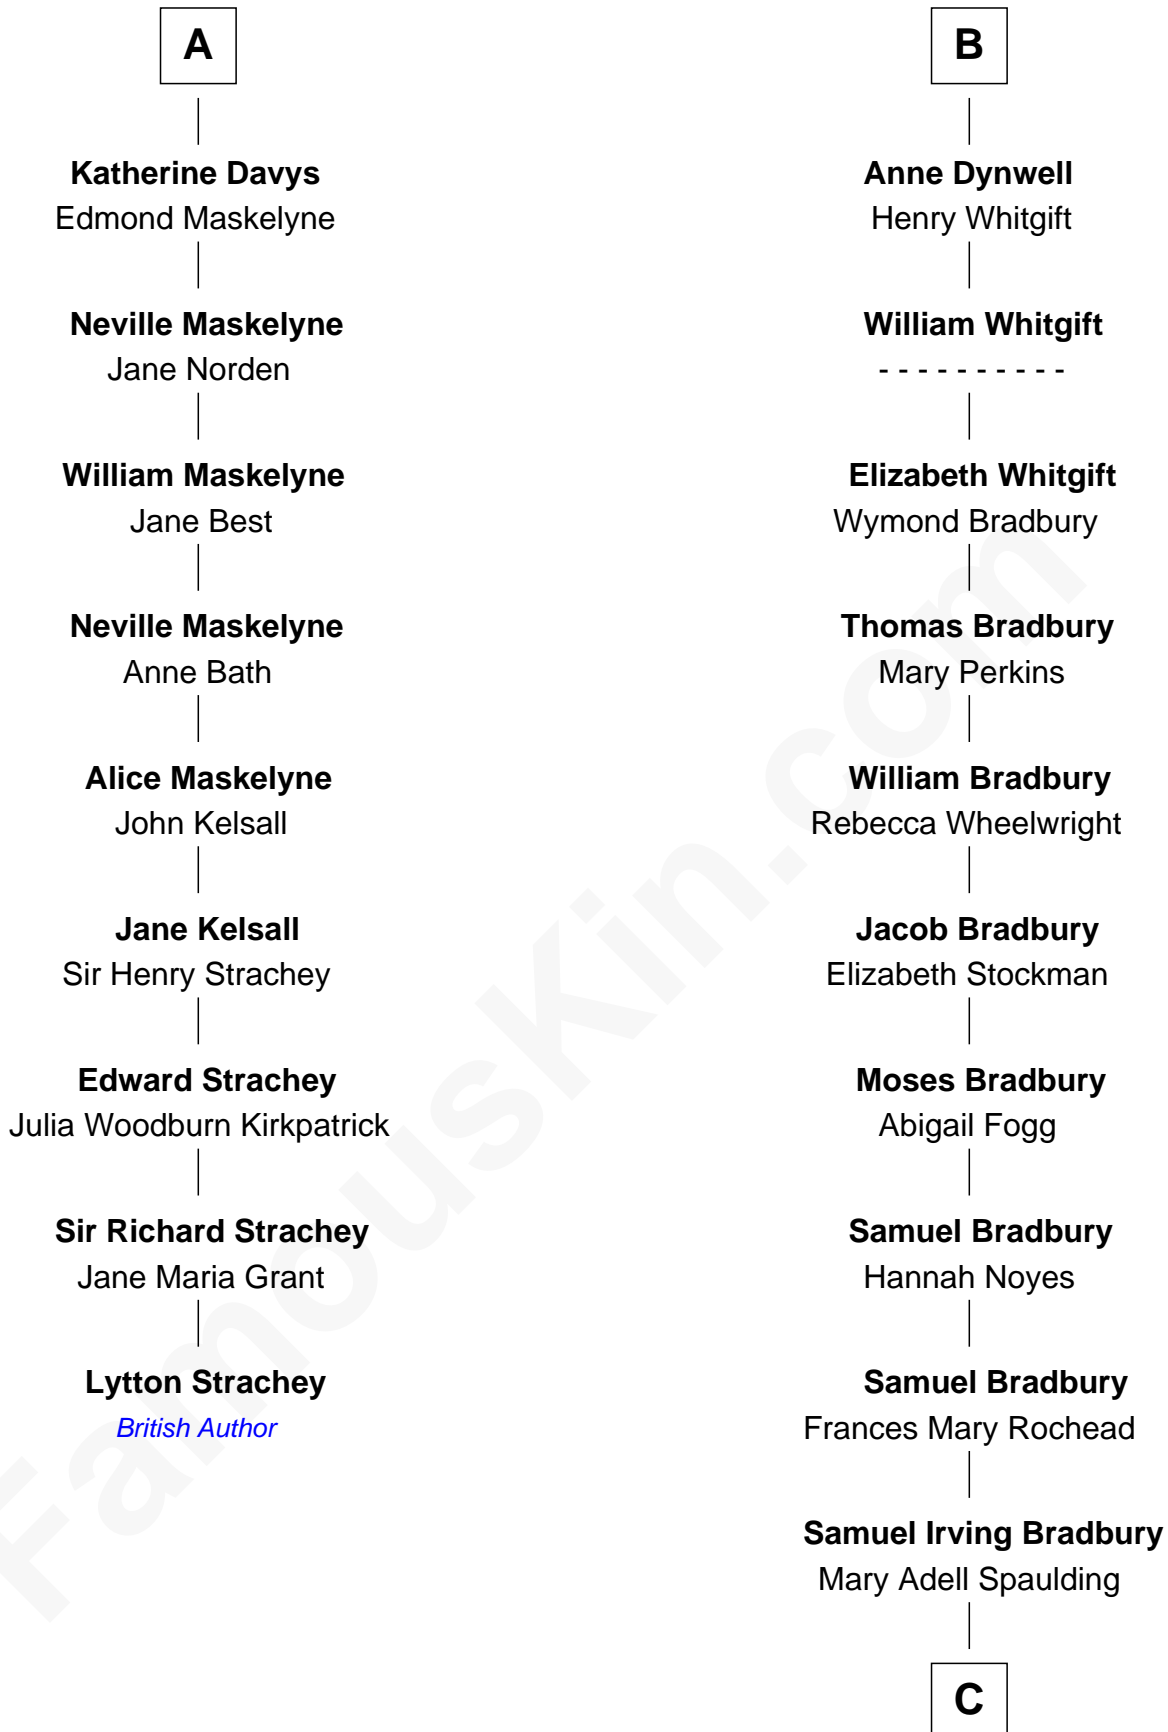 A
Katherine Davys
Edmond Maskelyne
Neville Maskelyne
Jane Norden
William Maskelyne
Jane Best
Neville Maskelyne
Anne Bath
Alice Maskelyne
John Kelsall
Jane Kelsall
Sir Henry Strachey
Edward Strachey
Julia Woodburn Kirkpatrick
Sir Richard Strachey
Jane Maria Grant
Lytton Strachey
British Author
B
Anne Dynwell
Henry Whitgift
William Whitgift
- - - - - - - - - -
Elizabeth Whitgift
Wymond Bradbury
Thomas Bradbury
Mary Perkins
William Bradbury
Rebecca Wheelwright
Jacob Bradbury
Elizabeth Stockman
Moses Bradbury
Abigail Fogg
Samuel Bradbury
Hannah Noyes
Samuel Bradbury
Frances Mary Rochead
Samuel Irving Bradbury
Mary Adell Spaulding
C
FamousKin.com